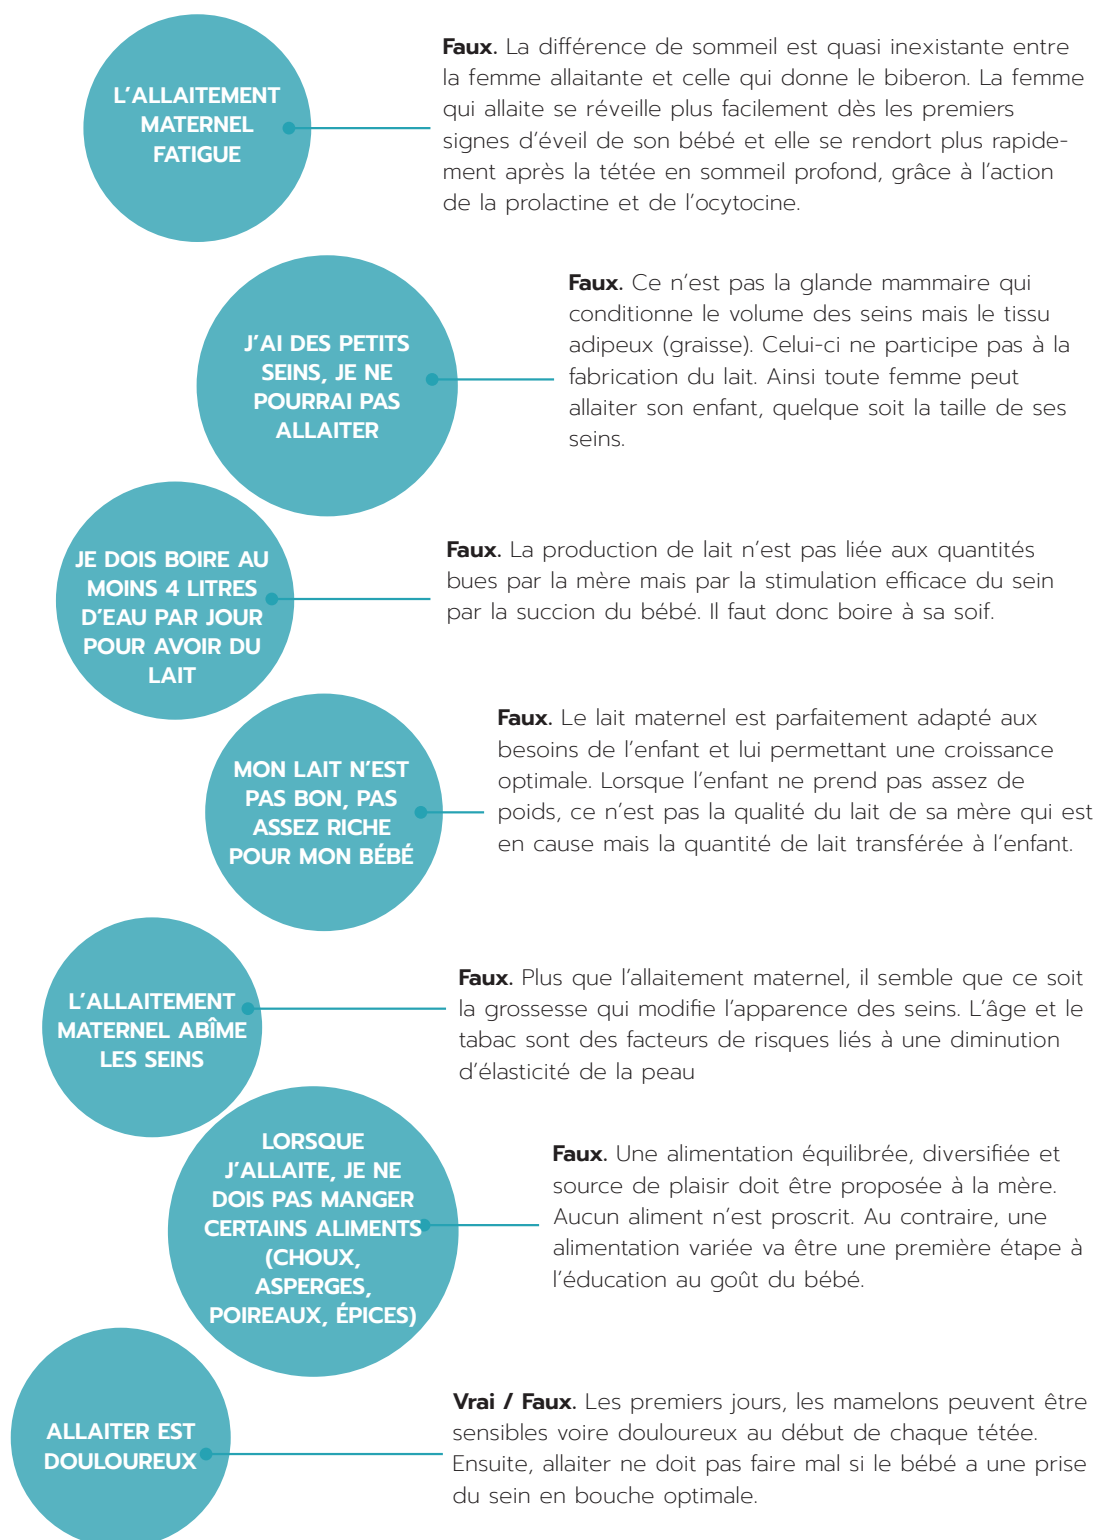 L’ALLAITEMENT
MATERNEL
FATIGUE
Faux. La différence de sommeil est quasi inexistante entre
la femme allaitante et celle qui donne le biberon. La femme
qui allaite se réveille plus facilement dès les premiers
signes d’éveil de son bébé et elle se rendort plus rapide-
ment après la tétée en sommeil profond, grâce à l’action
de la prolactine et de l’ocytocine.
J’AI DES PETITS
SEINS, JE NE
POURRAI PAS
ALLAITER
Faux. Ce n’est pas la glande mammaire qui
conditionne le volume des seins mais le tissu
adipeux (graisse). Celui-ci ne participe pas à la
fabrication du lait. Ainsi toute femme peut
allaiter son enfant, quelque soit la taille de ses
seins.
JE DOIS BOIRE AU
MOINS 4 LITRES
D’EAU PAR JOUR
POUR AVOIR DU
LAIT
Faux. La production de lait n’est pas liée aux quantités
bues par la mère mais par la stimulation efficace du sein
par la succion du bébé. Il faut donc boire à sa soif.
MON LAIT N’EST
PAS BON, PAS
ASSEZ RICHE
POUR MON BÉBÉ
Faux. Le lait maternel est parfaitement adapté aux
besoins de l’enfant et lui permettant une croissance
optimale. Lorsque l’enfant ne prend pas assez de
poids, ce n’est pas la qualité du lait de sa mère qui est
en cause mais la quantité de lait transférée à l’enfant.
L’ALLAITEMENT
MATERNEL ABÎME
LES SEINS
Faux. Plus que l’allaitement maternel, il semble que ce soit
la grossesse qui modifie l’apparence des seins. L’âge et le
tabac sont des facteurs de risques liés à une diminution
d’élasticité de la peau
LORSQUE
J’ALLAITE, JE NE
DOIS PAS MANGER
CERTAINS ALIMENTS
(CHOUX,
ASPERGES,
POIREAUX, ÉPICES)
Faux. Une alimentation équilibrée, diversifiée et
source de plaisir doit être proposée à la mère.
Aucun aliment n’est proscrit. Au contraire, une
alimentation variée va être une première étape à
l’éducation au goût du bébé.
ALLAITER EST
DOULOUREUX
Vrai / Faux. Les premiers jours, les mamelons peuvent être
sensibles voire douloureux au début de chaque tétée.
Ensuite, allaiter ne doit pas faire mal si le bébé a une prise
du sein en bouche optimale.